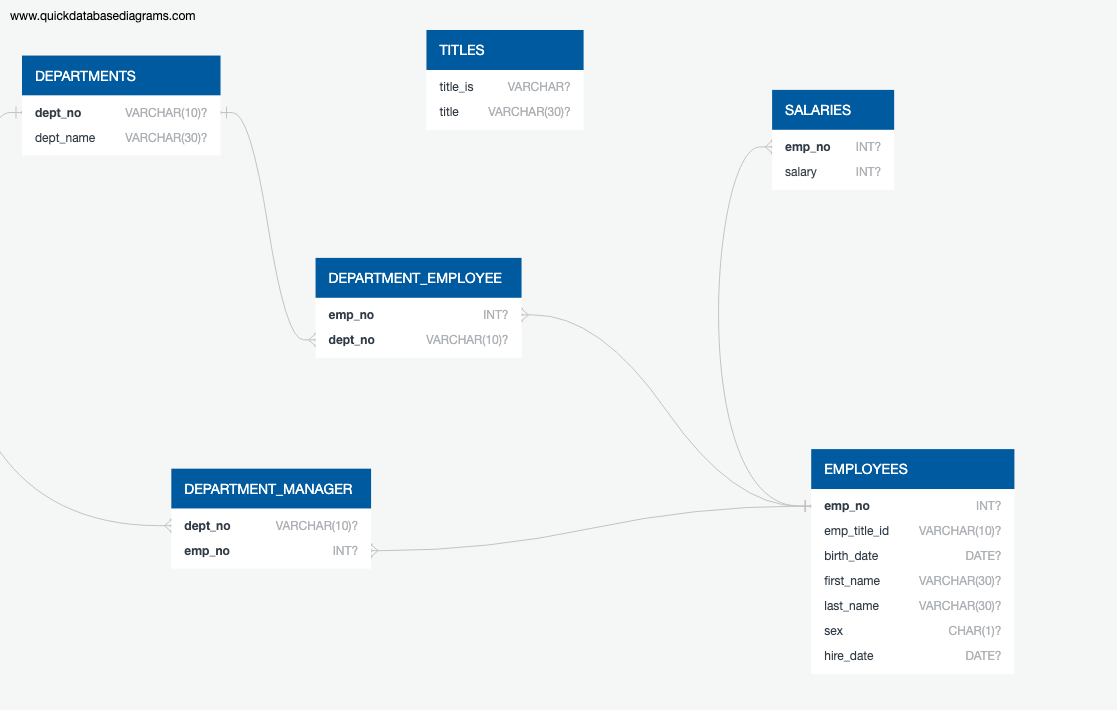 www.quickdatabasediagrams.com
DEPARTMENTS
dept_no VARCHAR(10)?
dept_name VARCHAR(30)?
TITLES
title_is VARCHAR?
title VARCHAR(30)?
SALARIES
emp_no INT?
salary INT?
DEPARTMENT_EMPLOYEE
emp_no INT?
dept_no VARCHAR(10)?
DEPARTMENT_MANAGER
dept_no VARCHAR(10)?
emp_no INT?
EMPLOYEES
emp_no INT?
emp_title_id VARCHAR(10)?
birth_date DATE?
first_name VARCHAR(30)?
last_name VARCHAR(30)?
sex CHAR(1)?
hire_date DATE?